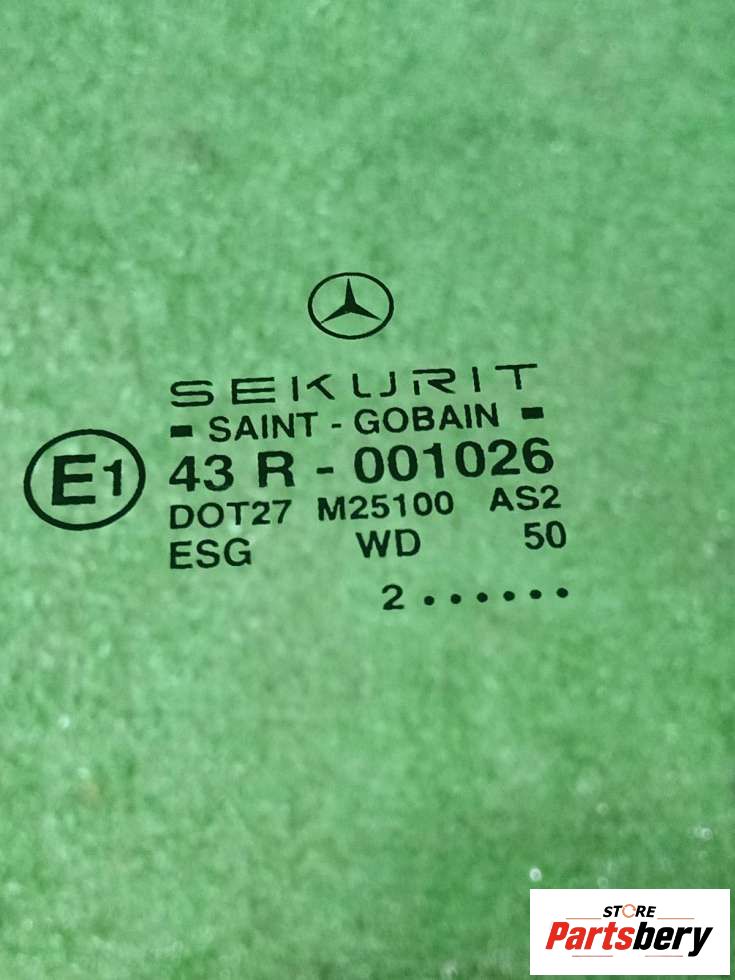 SEKURIT
- SAINT - GOBAIN -
E1
43 R - 001026
DOT27 M25100 AS2
ESG WD 50
2 . . . . . .
STORE
Partsbery